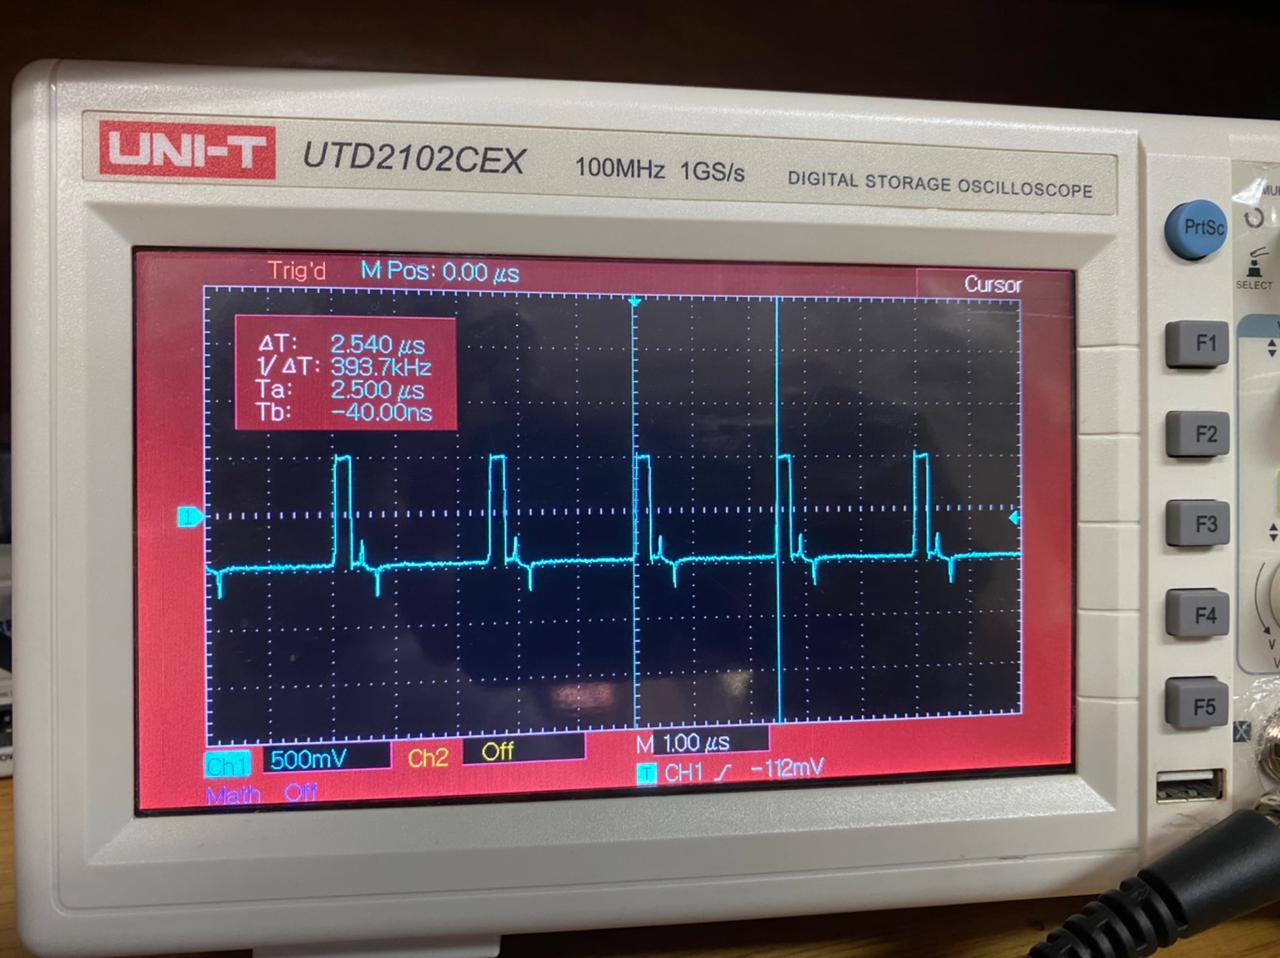 UNI-T UTD2102CEX 100MHz 1GS/s DIGITAL STORAGE OSCILLOSCOPE
PrtSc
SELECT
Trig'd M Pos: 0.00 μs Cursor
ΔT: 2.540 μs
1/ΔT: 393.7kHz
Ta: 2.500 μs
Tb: -40.00ns
F1
F2
F3
F4
F5
1
Ch1 500mV Ch2 Off M 1.00 μs
T CH1 -112mV
Math Off